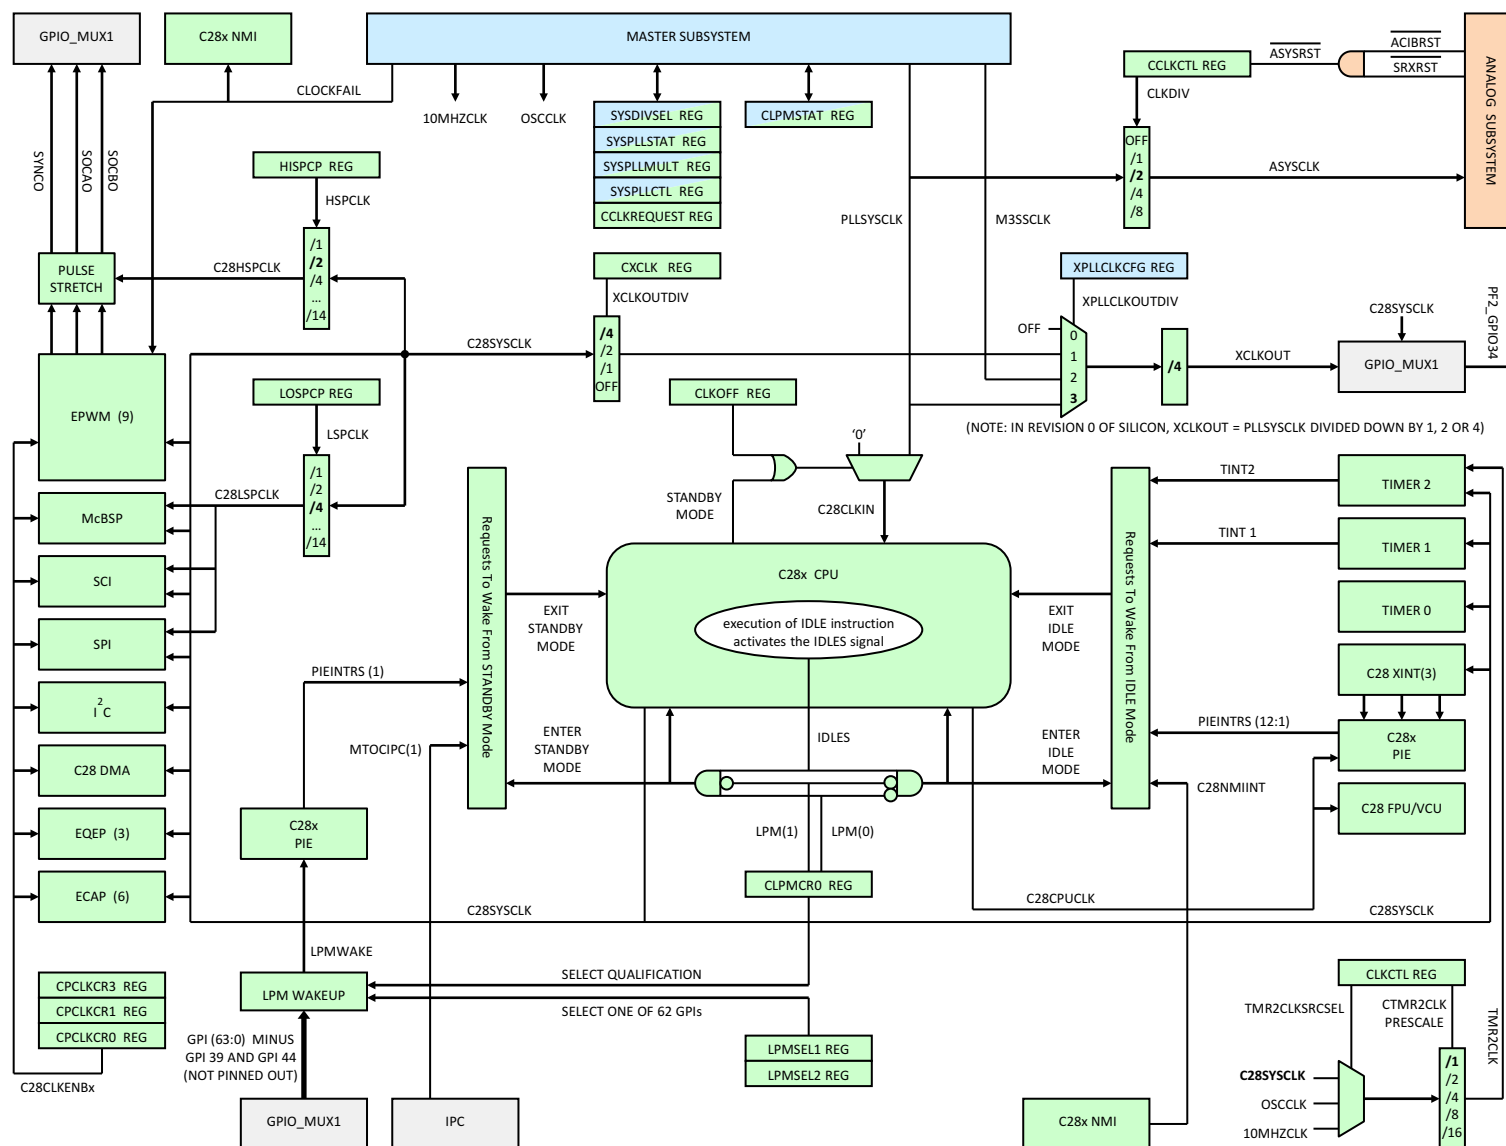 GPIO_MUX1
C28x NMI
MASTER SUBSYSTEM
ANALOG SUBSYSTEM
CCLKCTL REG
ASYSRST
ACIBRST
SRXRST
CLOCKFAIL
10MHZCLK
OSCCLK
SYSDIVSEL REG
SYSPLLSTAT REG
SYSPLLMULT REG
SYSPLLCTL REG
CCLKREQUEST REG
CLPMSTAT REG
CLKDIV
OFF
/1
/2
/4
/8
ASYSCLK
SYNCO
SOCAO
SOCBO
HISPCP REG
HSPCLK
/1
/2
/4
...
/14
C28HSPCLK
PULSE
STRETCH
PLLSYSCLK
M3SSCLK
CXCLK REG
XCLKOUTDIV
/4
/2
/1
OFF
C28SYSCLK
XPLLCLKCFG REG
XPLLCLKOUTDIV
OFF
0
1
2
3
/4
XCLKOUT
C28SYSCLK
GPIO_MUX1
PF2_GPIO34
(NOTE: IN REVISION 0 OF SILICON, XCLKOUT = PLLSYSCLK DIVIDED DOWN BY 1, 2 OR 4)
EPWM (9)
LOSPCP REG
LSPCLK
/1
/2
/4
...
/14
C28LSPCLK
CLKOFF REG
‘0’
STANDBY
MODE
C28CLKIN
McBSP
SCI
SPI
I2C
C28 DMA
EQEP (3)
ECAP (6)
Requests To Wake From STANDBY Mode
EXIT
STANDBY
MODE
C28x CPU
execution of IDLE instruction
activates the IDLES signal
EXIT
IDLE
MODE
Requests To Wake From IDLE Mode
TINT2
TIMER 2
TINT 1
TIMER 1
TIMER 0
C28 XINT(3)
PIEINTRS (12:1)
C28x
PIE
C28NMIINT
C28 FPU/VCU
PIEINTRS (1)
MTOCIPC(1)
ENTER
STANDBY
MODE
IDLES
ENTER
IDLE
MODE
LPM(1)
LPM(0)
C28x
PIE
CLPMCR0 REG
C28SYSCLK
C28CPUCLK
C28SYSCLK
LPMWAKE
CPCLKCR3 REG
CPCLKCR1 REG
CPCLKCR0 REG
C28CLKENBx
LPM WAKEUP
SELECT QUALIFICATION
SELECT ONE OF 62 GPIs
GPI (63:0) MINUS
GPI 39 AND GPI 44
(NOT PINNED OUT)
LPMSEL1 REG
LPMSEL2 REG
GPIO_MUX1
IPC
C28x NMI
CLKCTL REG
TMR2CLKSRCSEL
CTMR2CLK
PRESCALE
TMR2CLK
C28SYSCLK
OSCCLK
10MHZCLK
/1
/2
/4
/8
/16